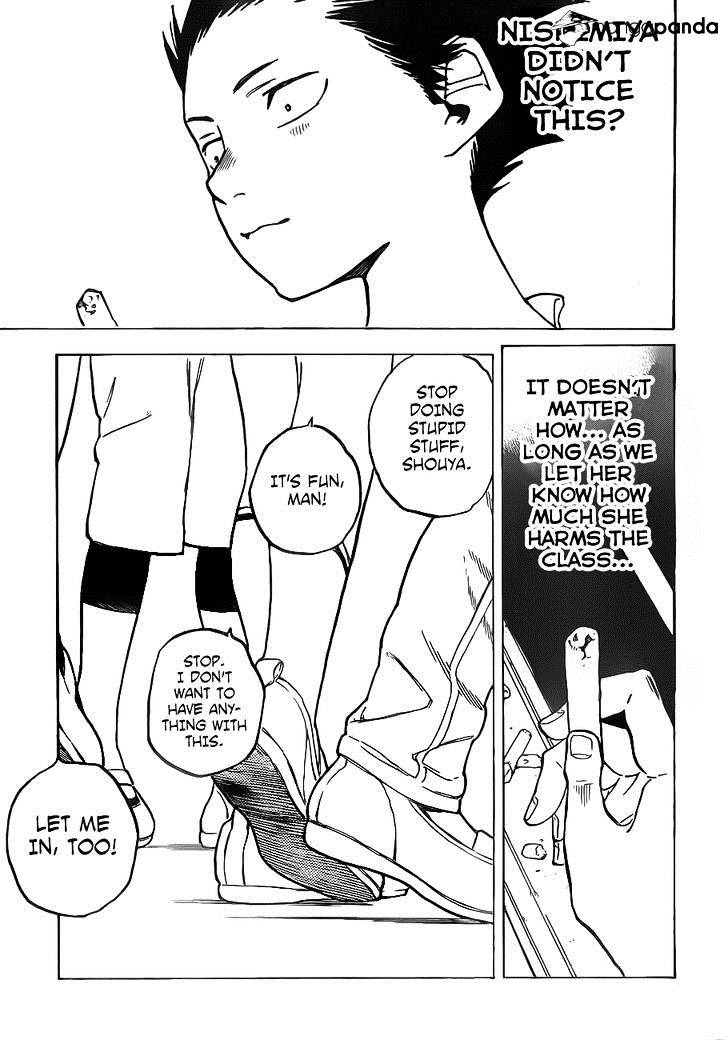 DIDN'T
NOTICE
THIS?
IT DOESN'T
MATTER
HOW... AS
LONG AS WE
LET HER
KNOW HOW
MUCH SHE
HARMS THE
CLASS...
STOP
DOING
STUPID
STUFF,
SHOUYA.
IT'S FUN,
MAN!
STOP.
I DON'T
WANT TO
HAVE ANY-
THING WITH
THIS.
LET ME
IN, TOO!